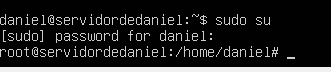 daniel@servidordedaniel:~$ sudo su
[sudo] password for daniel:
root@servidordedaniel:/home/daniel# _